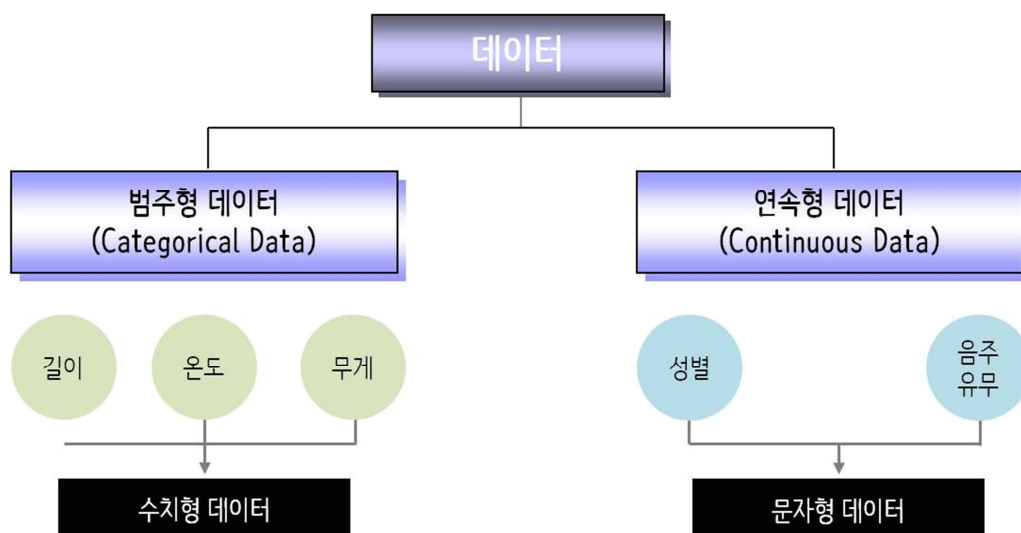 데이터
범주형 데이터
(Categorical Data)
연속형 데이터
(Continuous Data)
길이
온도
무게
성별
음주
유무
수치형 데이터
문자형 데이터